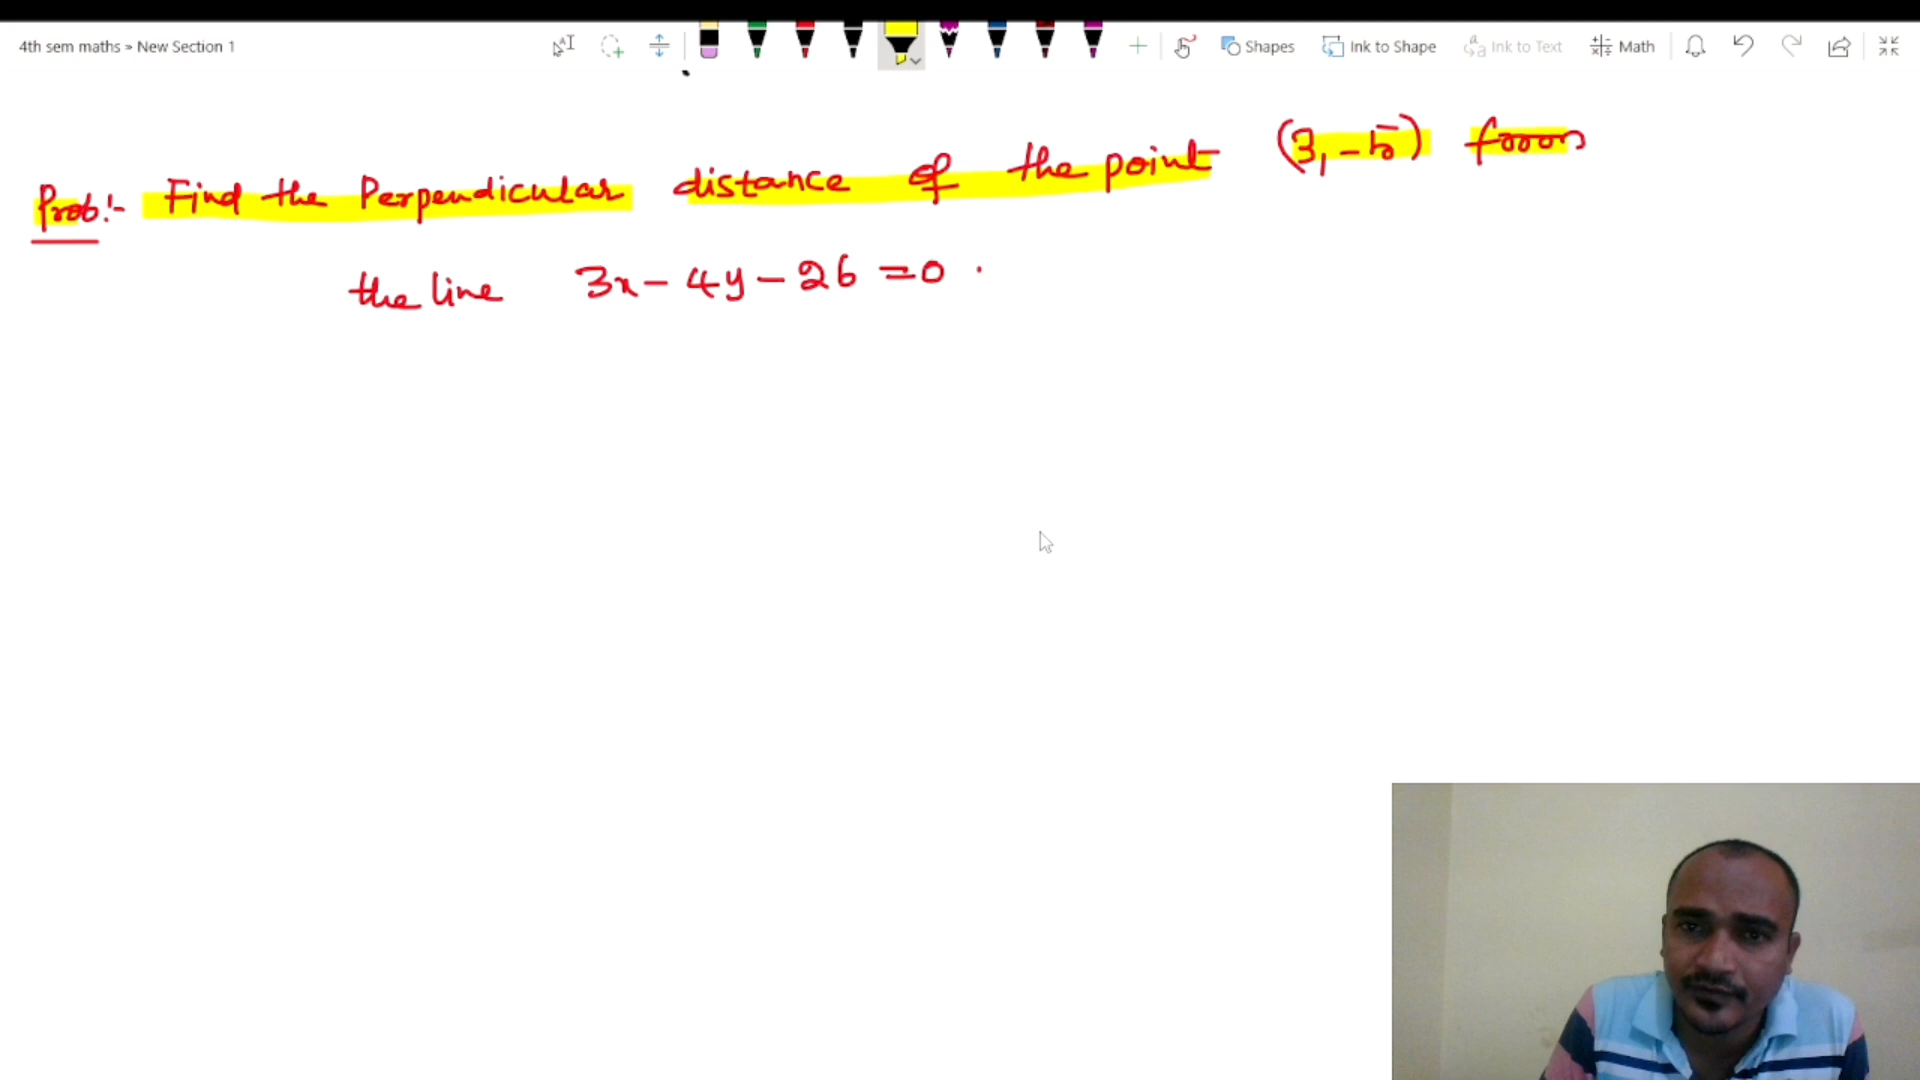 4th sem maths » New Section 1
Shapes Ink to Shape Ink to Text Math
Prob:- Find the Perpendicular distance of the point (3, -5) from
the line 3x - 4y - 26 = 0 .